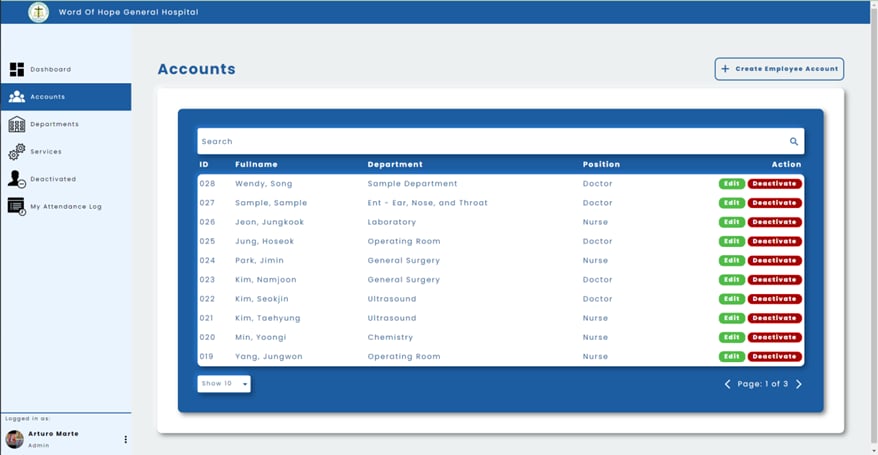 Word Of Hope General Hospital
Dashboard
Accounts
Departments
Services
Deactivated
My Attendance Log
Logged in as:
Arturo Marte
Admin
Accounts
+ Create Employee Account
Search
ID Fullname Department Position Action
028 Wendy, Song Sample Department Doctor Edit Deactivate
027 Sample, Sample Ent - Ear, Nose, and Throat Doctor Edit Deactivate
026 Jeon, Jungkook Laboratory Nurse Edit Deactivate
025 Jung, Hoseok Operating Room Doctor Edit Deactivate
024 Park, Jimin General Surgery Nurse Edit Deactivate
023 Kim, Namjoon General Surgery Doctor Edit Deactivate
022 Kim, Seokjin Ultrasound Doctor Edit Deactivate
021 Kim, Taehyung Ultrasound Nurse Edit Deactivate
020 Min, Yoongi Chemistry Nurse Edit Deactivate
019 Yang, Jungwon Operating Room Nurse Edit Deactivate
Show 10
Page: 1 of 3